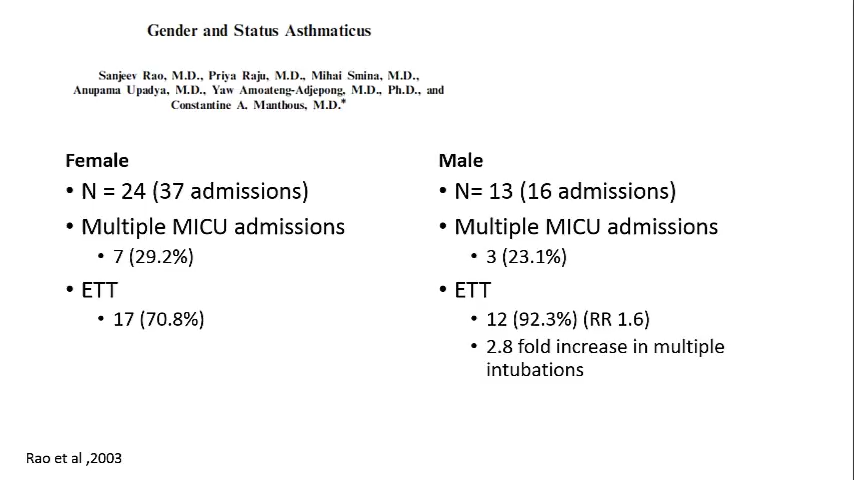 Gender and Status Asthmaticus
Sanjeev Rao, M.D., Priya Raju, M.D., Mihai Smina, M.D.,
Anupama Upadya, M.D., Yaw Amoateng-Adjepong, M.D., Ph.D., and
Constantine A. Manthous, M.D.*
Female
• N = 24 (37 admissions)
• Multiple MICU admissions
• 7 (29.2%)
• ETT
• 17 (70.8%)
Male
• N= 13 (16 admissions)
• Multiple MICU admissions
• 3 (23.1%)
• ETT
• 12 (92.3%) (RR 1.6)
• 2.8 fold increase in multiple
intubations
Rao et al ,2003